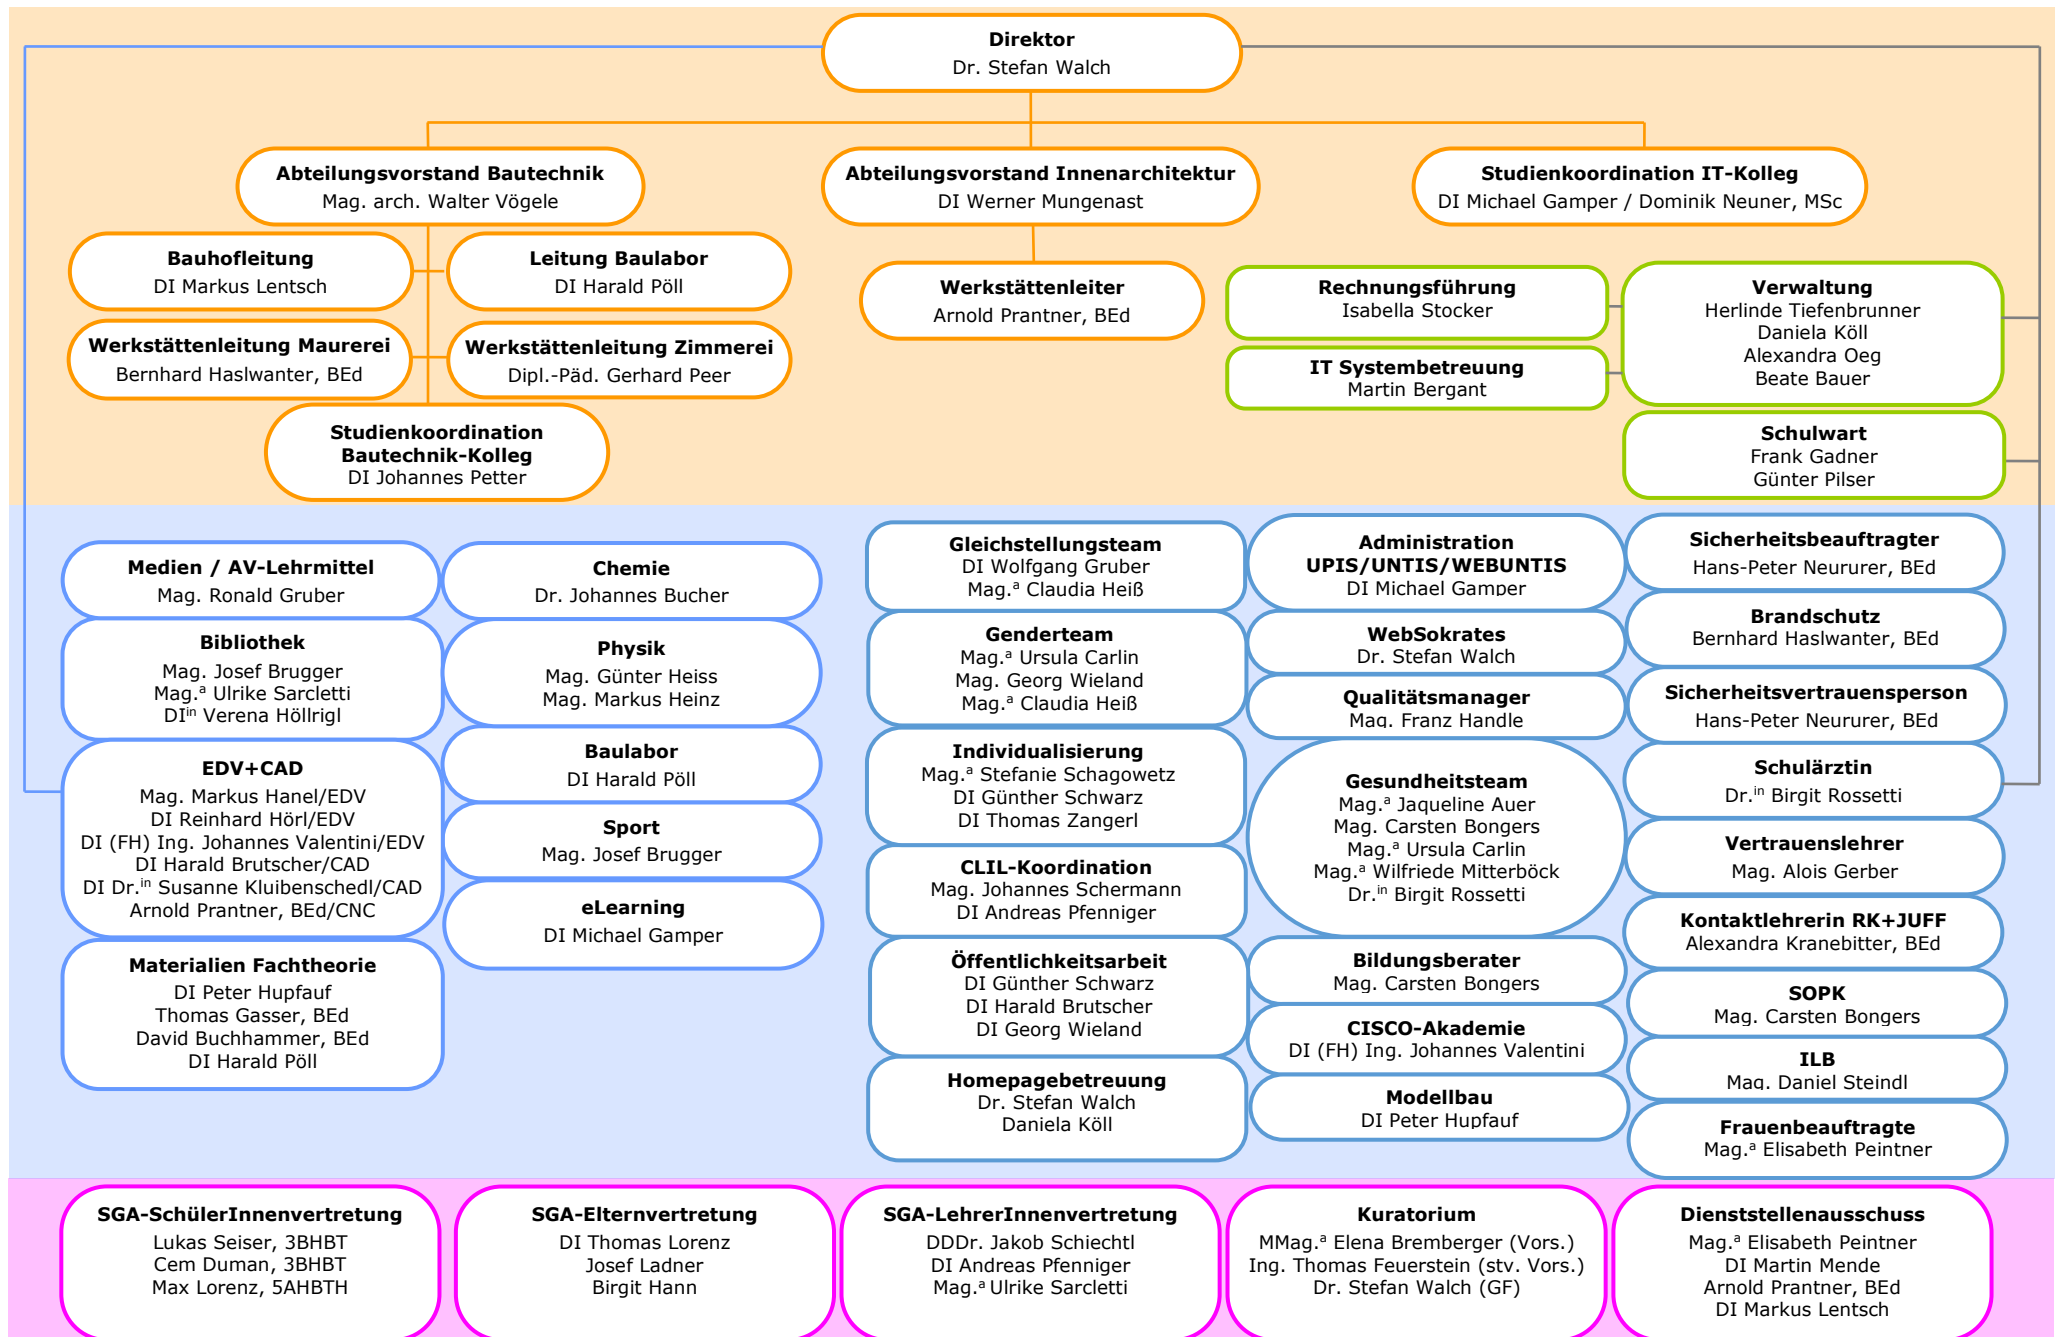 Direktor
Dr. Stefan Walch
Abteilungsvorstand Bautechnik
Mag. arch. Walter Vögele
Abteilungsvorstand Innenarchitektur
DI Werner Mungenast
Studienkoordination IT-Kolleg
DI Michael Gamper / Dominik Neuner, MSc
Bauhofleitung
DI Markus Lentsch
Leitung Baulabor
DI Harald Pöll
Werkstättenleitung Maurerei
Bernhard Haslwanter, BEd
Werkstättenleitung Zimmerei
Dipl.-Päd. Gerhard Peer
Studienkoordination
Bautechnik-Kolleg
DI Johannes Petter
Werkstättenleiter
Arnold Prantner, BEd
Rechnungsführung
Isabella Stocker
IT Systembetreuung
Martin Bergant
Verwaltung
Herlinde Tiefenbrunner
Daniela Köll
Alexandra Oeg
Beate Bauer
Schulwart
Frank Gadner
Günter Pilser
Medien / AV-Lehrmittel
Mag. Ronald Gruber
Bibliothek
Mag. Josef Brugger
Mag.ª Ulrike Sarcletti
DIⁱⁿ Verena Höllrigl
EDV+CAD
Mag. Markus Hanel/EDV
DI Reinhard Hörl/EDV
DI (FH) Ing. Johannes Valentini/EDV
DI Harald Brutscher/CAD
DI Dr.ⁱⁿ Susanne Kluibenschedl/CAD
Arnold Prantner, BEd/CNC
Materialien Fachtheorie
DI Peter Hupfauf
Thomas Gasser, BEd
David Buchhammer, BEd
DI Harald Pöll
Chemie
Dr. Johannes Bucher
Physik
Mag. Günter Heiss
Mag. Markus Heinz
Baulabor
DI Harald Pöll
Sport
Mag. Josef Brugger
eLearning
DI Michael Gamper
Gleichstellungsteam
DI Wolfgang Gruber
Mag.ª Claudia Heiß
Genderteam
Mag.ª Ursula Carlin
Mag. Georg Wieland
Mag.ª Claudia Heiß
Individualisierung
Mag.ª Stefanie Schagowetz
DI Günther Schwarz
DI Thomas Zangerl
CLIL-Koordination
Mag. Johannes Schermann
DI Andreas Pfenniger
Öffentlichkeitsarbeit
DI Günther Schwarz
DI Harald Brutscher
DI Georg Wieland
Homepagebetreuung
Dr. Stefan Walch
Daniela Köll
Administration
UPIS/UNTIS/WEBUNTIS
DI Michael Gamper
WebSokrates
Dr. Stefan Walch
Qualitätsmanager
Mag. Franz Handle
Gesundheitsteam
Mag.ª Jaqueline Auer
Mag. Carsten Bongers
Mag.ª Ursula Carlin
Mag.ª Wilfriede Mitterböck
Dr.ⁱⁿ Birgit Rossetti
Bildungsberater
Mag. Carsten Bongers
CISCO-Akademie
DI (FH) Ing. Johannes Valentini
Modellbau
DI Peter Hupfauf
Sicherheitsbeauftragter
Hans-Peter Neururer, BEd
Brandschutz
Bernhard Haslwanter, BEd
Sicherheitsvertrauensperson
Hans-Peter Neururer, BEd
Schulärztin
Dr.ⁱⁿ Birgit Rossetti
Vertrauenslehrer
Mag. Alois Gerber
Kontaktlehrerin RK+JUFF
Alexandra Kranebitter, BEd
SOPK
Mag. Carsten Bongers
ILB
Mag. Daniel Steindl
Frauenbeauftragte
Mag.ª Elisabeth Peintner
SGA-SchülerInnenvertretung
Lukas Seiser, 3BHBT
Cem Duman, 3BHBT
Max Lorenz, 5AHBTH
SGA-Elternvertretung
DI Thomas Lorenz
Josef Ladner
Birgit Hann
SGA-LehrerInnenvertretung
DDDr. Jakob Schiechtl
DI Andreas Pfenniger
Mag.ª Ulrike Sarcletti
Kuratorium
MMag.ª Elena Bremberger (Vors.)
Ing. Thomas Feuerstein (stv. Vors.)
Dr. Stefan Walch (GF)
Dienststellenausschuss
Mag.ª Elisabeth Peintner
DI Martin Mende
Arnold Prantner, BEd
DI Markus Lentsch